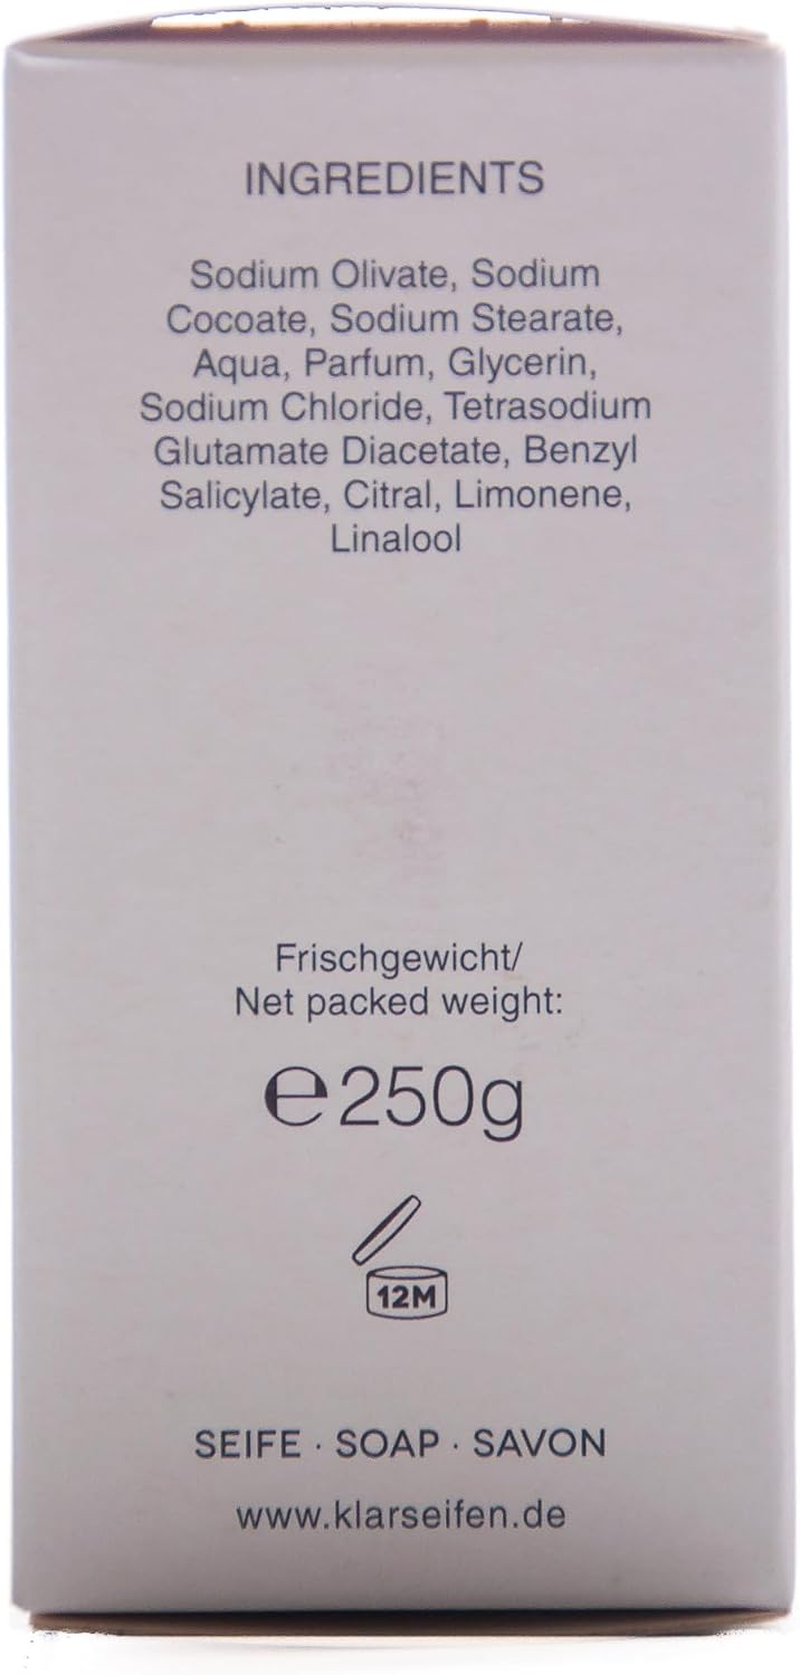 INGREDIENTS
Sodium Olivate, Sodium
Cocoate, Sodium Stearate,
Aqua, Parfum, Glycerin,
Sodium Chloride, Tetrasodium
Glutamate Diacetate, Benzyl
Salicylate, Citral, Limonene,
Linalool
Frischgewicht/
Net packed weight:
℮250g
12M
SEIFE · SOAP · SAVON
www.klarseifen.de